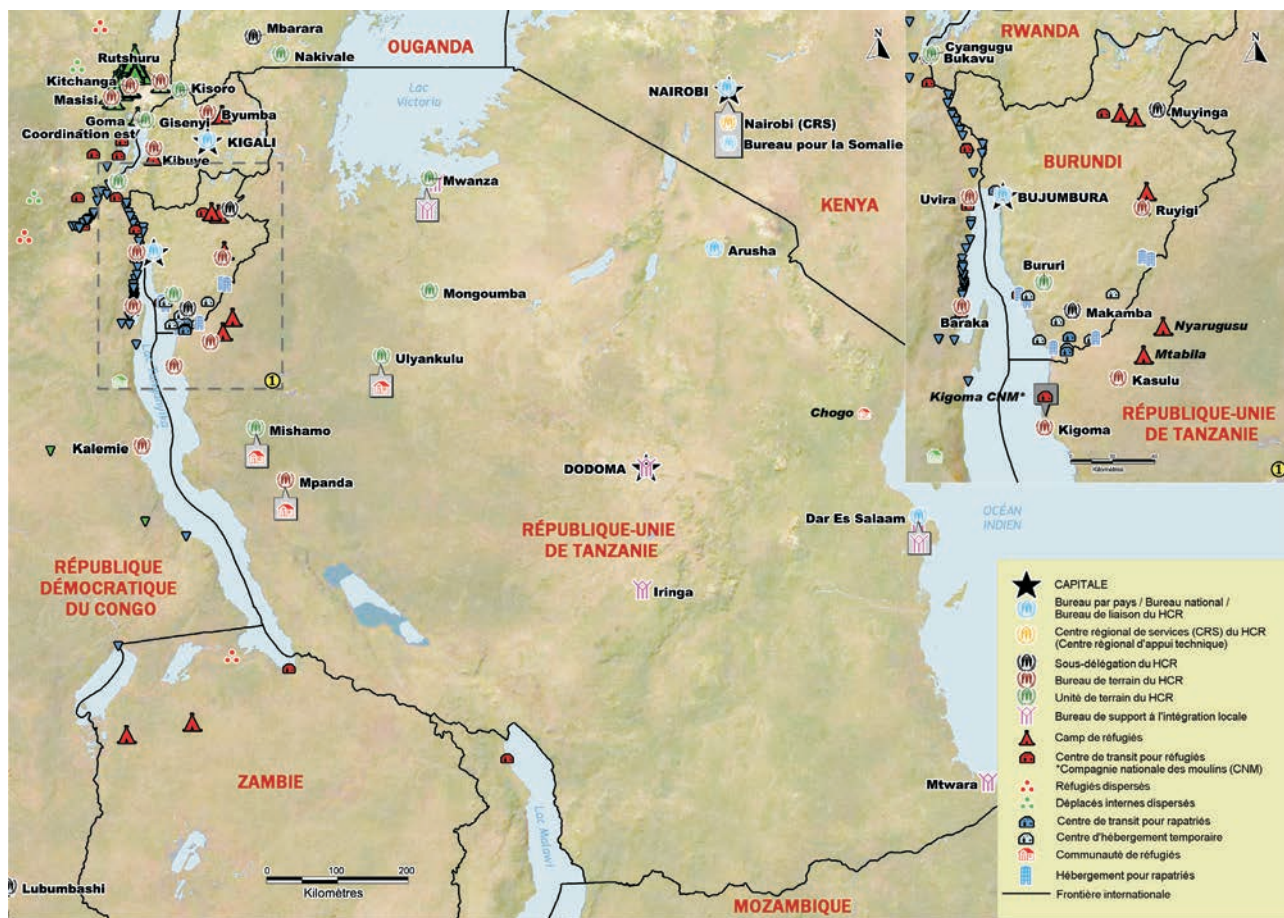 Mbarara
OUGANDA
Nakivale
Rutshuru
Kitchanga
Kisoro
Masisi
Lac
Victoria
Goma
Gisenyi
Byumba
Coordination est
KIGALI
Kibuye
Mwanza
NAIROBI
Nairobi (CRS)
Bureau pour la Somalie
KENYA
Arusha
Mongoumba
Ulyankulu
①
Chogo
Kalemie
Mishamo
Mpanda
DODOMA
Dar Es Salaam
RÉPUBLIQUE-UNIE
DE TANZANIE
Iringa
RÉPUBLIQUE
DÉMOCRATIQUE
DU CONGO
OCÉAN
INDIEN
ZAMBIE
Lac Malawi
Mtwara
Lubumbashi
0 100 200
Kilomètres
MOZAMBIQUE
RWANDA
Cyangugu
Bukavu
Muyinga
BURUNDI
Uvira
BUJUMBURA
Ruyigi
Bururi
Makamba
Baraka
Nyarugusu
Mtabila
Kasulu
Kigoma CNM*
Kigoma
RÉPUBLIQUE-UNIE
DE TANZANIE
Kilomètres
①
CAPITALE
Bureau par pays / Bureau national /
Bureau de liaison du HCR
Centre régional de services (CRS) du HCR
(Centre régional d'appui technique)
Sous-délégation du HCR
Bureau de terrain du HCR
Unité de terrain du HCR
Bureau de support à l'intégration locale
Camp de réfugiés
Centre de transit pour réfugiés
*Compagnie nationale des moulins (CNM)
Réfugiés dispersés
Déplacés internes dispersés
Centre de transit pour rapatriés
Centre d'hébergement temporaire
Communauté de réfugiés
Hébergement pour rapatriés
Frontière internationale